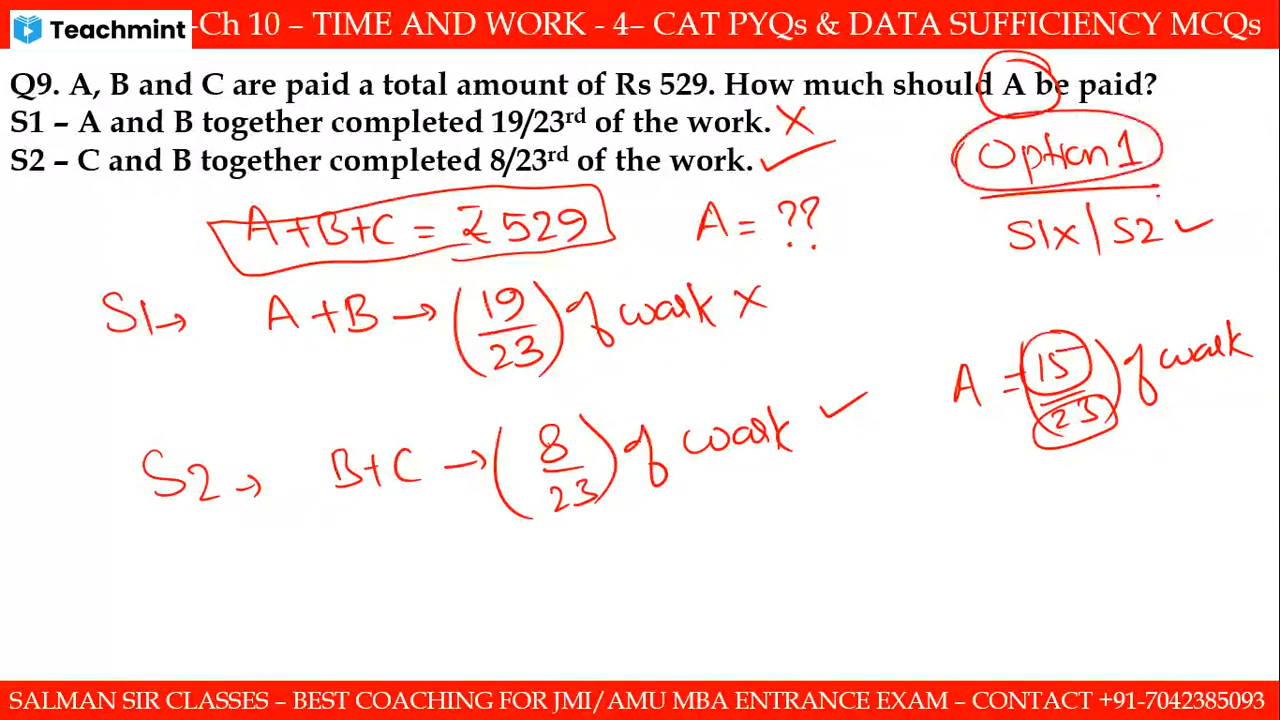 Teachmint -Ch 10 – TIME AND WORK - 4– CAT PYQs & DATA SUFFICIENCY MCQs
Q9. A, B and C are paid a total amount of Rs 529. How much should A be paid?
S1 – A and B together completed 19/23rd of the work. X
S2 – C and B together completed 8/23rd of the work. ✓
Option 1
A+B+C = ₹ 529 A = ??
S1X | S2 ✓
S1 → A+B → (19/23) of work X
A = (15/23) of work
S2 → B+C → (8/23) of work ✓
SALMAN SIR CLASSES – BEST COACHING FOR JMI/AMU MBA ENTRANCE EXAM – CONTACT +91-7042385093